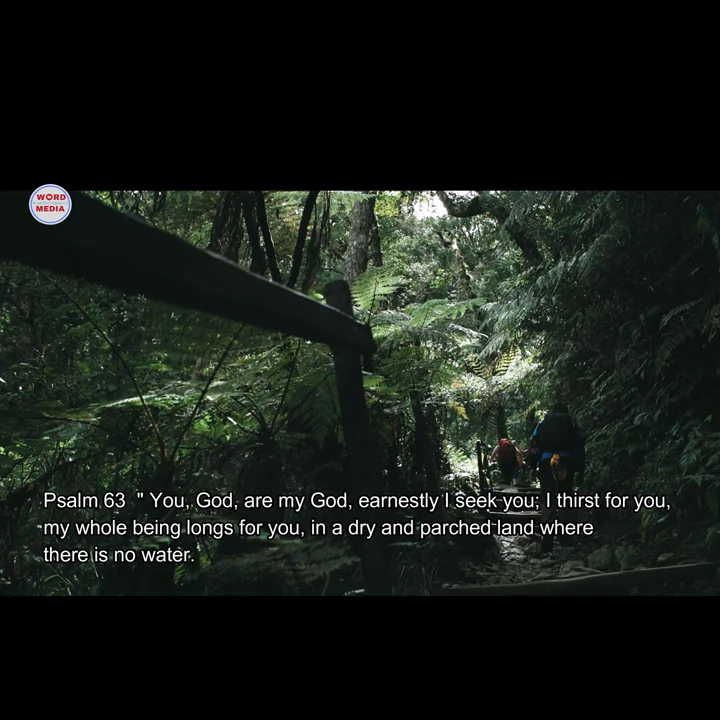 WORD
MEDIA
Psalm 63 " You, God, are my God, earnestly I seek you; I thirst for you,
my whole being longs for you, in a dry and parched land where
there is no water.